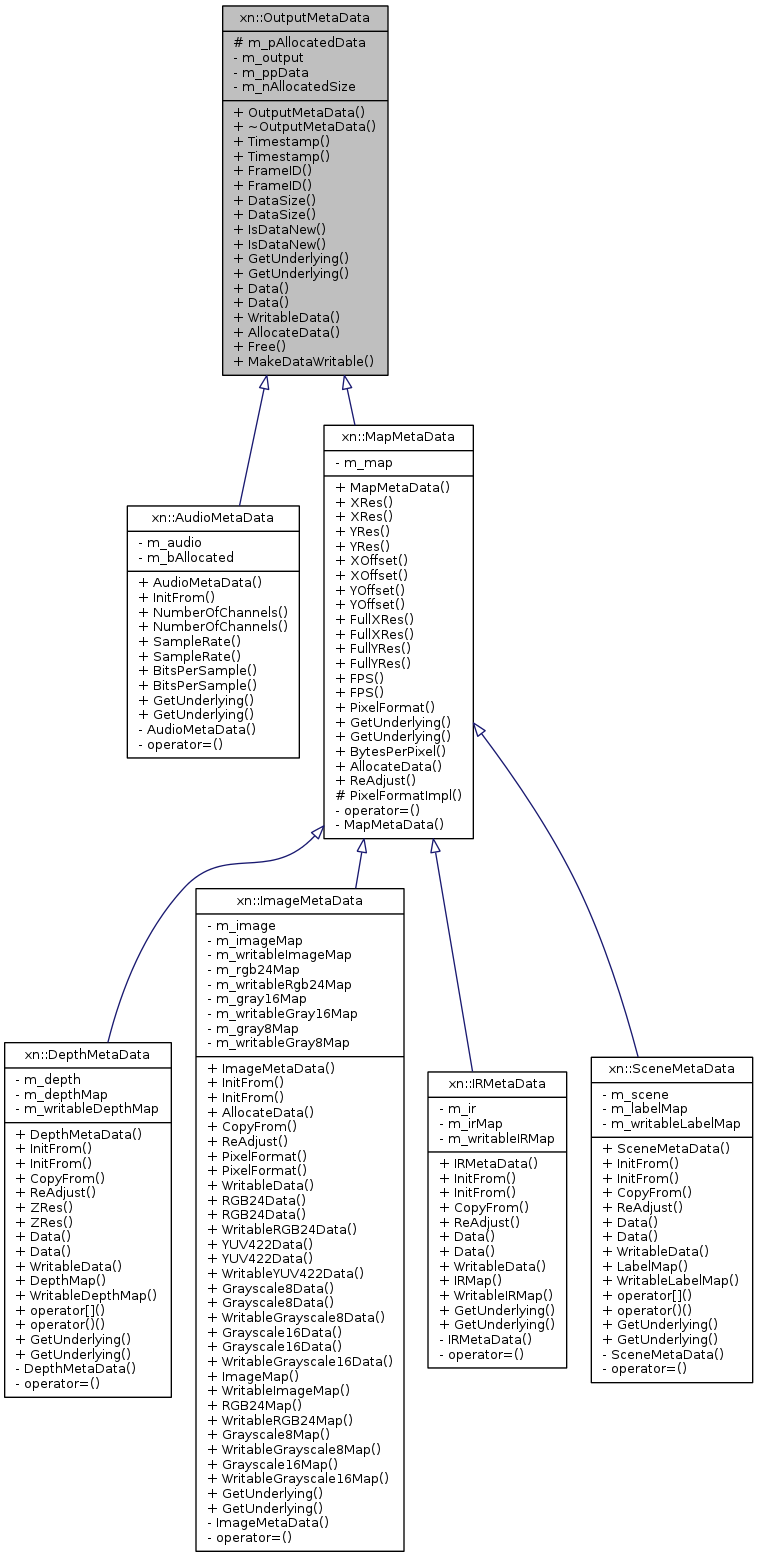 xn::OutputMetaData
# m_pAllocatedData
- m_output
- m_ppData
- m_nAllocatedSize
+ OutputMetaData()
+ ~OutputMetaData()
+ Timestamp()
+ Timestamp()
+ FrameID()
+ FrameID()
+ DataSize()
+ DataSize()
+ IsDataNew()
+ IsDataNew()
+ GetUnderlying()
+ GetUnderlying()
+ Data()
+ Data()
+ WritableData()
+ AllocateData()
+ Free()
+ MakeDataWritable()
xn::AudioMetaData
- m_audio
- m_bAllocated
+ AudioMetaData()
+ InitFrom()
+ NumberOfChannels()
+ NumberOfChannels()
+ SampleRate()
+ SampleRate()
+ BitsPerSample()
+ BitsPerSample()
+ GetUnderlying()
+ GetUnderlying()
- AudioMetaData()
- operator=()
xn::MapMetaData
- m_map
+ MapMetaData()
+ XRes()
+ XRes()
+ YRes()
+ YRes()
+ XOffset()
+ XOffset()
+ YOffset()
+ YOffset()
+ FullXRes()
+ FullXRes()
+ FullYRes()
+ FullYRes()
+ FPS()
+ FPS()
+ PixelFormat()
+ GetUnderlying()
+ GetUnderlying()
+ BytesPerPixel()
+ AllocateData()
+ ReAdjust()
# PixelFormatImpl()
- operator=()
- MapMetaData()
xn::DepthMetaData
- m_depth
- m_depthMap
- m_writableDepthMap
+ DepthMetaData()
+ InitFrom()
+ InitFrom()
+ CopyFrom()
+ ReAdjust()
+ ZRes()
+ ZRes()
+ Data()
+ Data()
+ WritableData()
+ DepthMap()
+ WritableDepthMap()
+ operator[]()
+ operator()()
+ GetUnderlying()
+ GetUnderlying()
- DepthMetaData()
- operator=()
xn::ImageMetaData
- m_image
- m_imageMap
- m_writableImageMap
- m_rgb24Map
- m_writableRgb24Map
- m_gray16Map
- m_writableGray16Map
- m_gray8Map
- m_writableGray8Map
+ ImageMetaData()
+ InitFrom()
+ InitFrom()
+ AllocateData()
+ CopyFrom()
+ ReAdjust()
+ PixelFormat()
+ PixelFormat()
+ WritableData()
+ RGB24Data()
+ RGB24Data()
+ WritableRGB24Data()
+ YUV422Data()
+ YUV422Data()
+ WritableYUV422Data()
+ Grayscale8Data()
+ Grayscale8Data()
+ WritableGrayscale8Data()
+ Grayscale16Data()
+ Grayscale16Data()
+ WritableGrayscale16Data()
+ ImageMap()
+ WritableImageMap()
+ RGB24Map()
+ WritableRGB24Map()
+ Grayscale8Map()
+ WritableGrayscale8Map()
+ Grayscale16Map()
+ WritableGrayscale16Map()
+ GetUnderlying()
+ GetUnderlying()
- ImageMetaData()
- operator=()
xn::IRMetaData
- m_ir
- m_irMap
- m_writableIRMap
+ IRMetaData()
+ InitFrom()
+ InitFrom()
+ CopyFrom()
+ ReAdjust()
+ Data()
+ Data()
+ WritableData()
+ IRMap()
+ WritableIRMap()
+ GetUnderlying()
+ GetUnderlying()
- IRMetaData()
- operator=()
xn::SceneMetaData
- m_scene
- m_labelMap
- m_writableLabelMap
+ SceneMetaData()
+ InitFrom()
+ InitFrom()
+ CopyFrom()
+ ReAdjust()
+ Data()
+ Data()
+ WritableData()
+ LabelMap()
+ WritableLabelMap()
+ operator[]()
+ operator()()
+ GetUnderlying()
+ GetUnderlying()
- SceneMetaData()
- operator=()